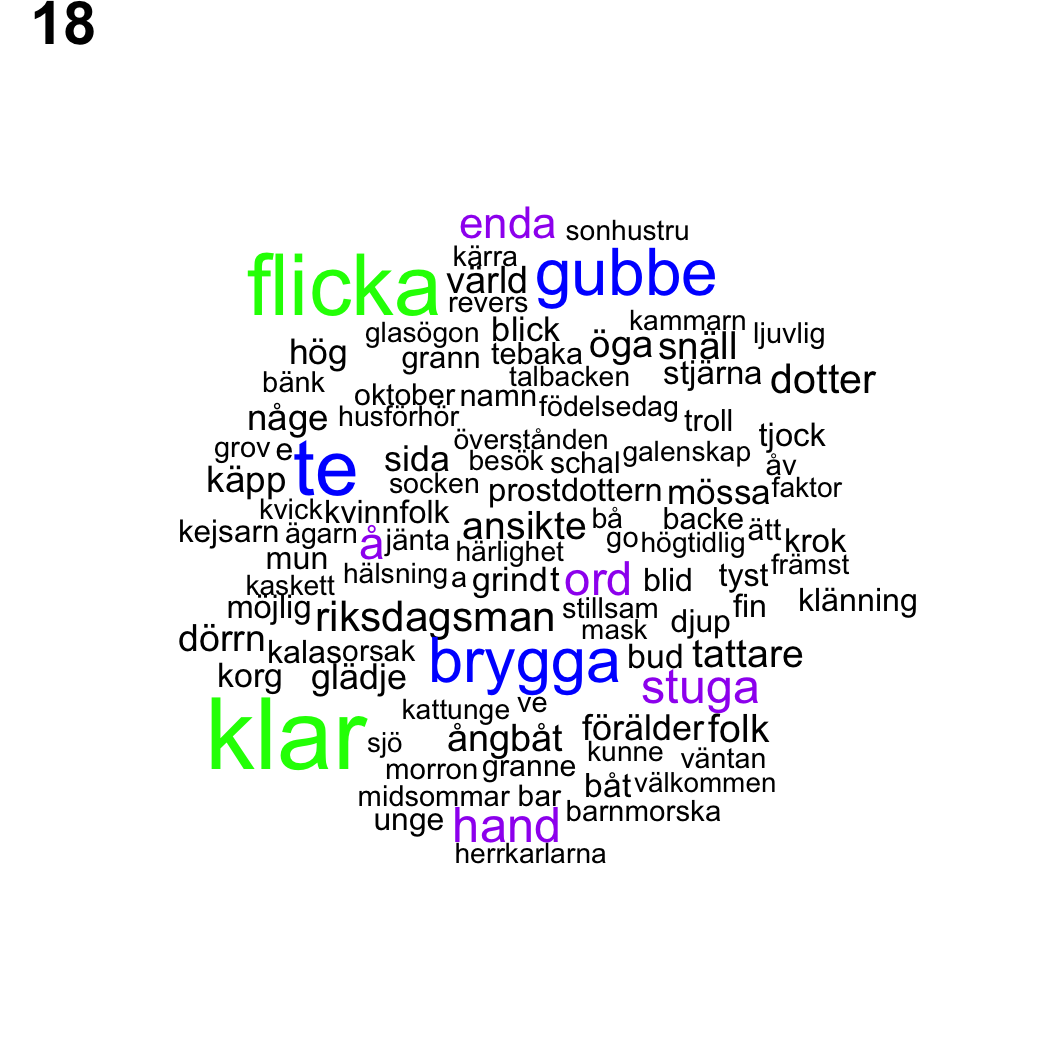 18
enda sonhustru
kärra
flicka värld gubbe
revers
glasögon blick kammarn ljuvlig
hög grann tebaka öga snäll
bänk talbacken stjärna dotter
oktober namn födelsedag
någe husförhör troll
grov e överstånden galenskap tjock
te sida besök schal åv
käpp socken prostdottern mössa faktor
kvick kvinnfolk ansikte bå backe
kejsarn ägarn å jänta go högtidlig ätt krok
mun härlighet främst
kaskett hälsning a grindt ord blid tyst
möjlig riksdagsman stillsam djup fin klänning
mask
dörrn kalas orsak brygga bud tattare
korg glädje stuga
klar kattunge ve
sjö ångbåt förälder folk
morron granne kunne väntan
midsommar bar båt välkommen
unge hand barnmorska
herrkarlarna